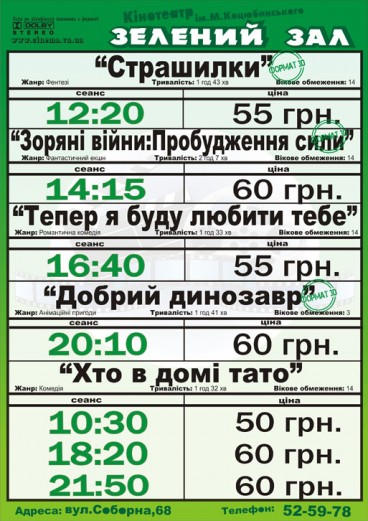 Кінотеатр ім.М.Коцюбинського
DOLBY
STEREO
www.cinema.vn.ua
ЗЕЛЕНИЙ ЗАЛ
“Страшилки”
ФОРМАТ 3D
Жанр: Фентезі Тривалість: 1 год 43 хв Вікове обмеження: 14
сеанс ціна
12:20 55 грн.
“Зоряні війни:Пробудження сили”
ФОРМАТ 3D
Жанр: Фантастичний екшн Тривалість: 2 год 7 хв Вікове обмеження: 14
сеанс ціна
14:15 60 грн.
“Тепер я буду любити тебе”
Жанр: Романтична комедія Тривалість: 1 год 33 хв Вікове обмеження: 14
сеанс ціна
16:40 55 грн.
“Добрий динозавр”
ФОРМАТ 3D
Жанр: Анімаційні пригоди Тривалість: 1 год 41 хв Вікове обмеження: 3
сеанс ціна
20:10 60 грн.
“Хто в домі тато”
Жанр: Комедія Тривалість: 1 год 32 хв Вікове обмеження: 14
сеанс ціна
10:30 50 грн.
18:20 60 грн.
21:50 60 грн.
Адреса: вул.Соборна,68 Телефон: 52-59-78